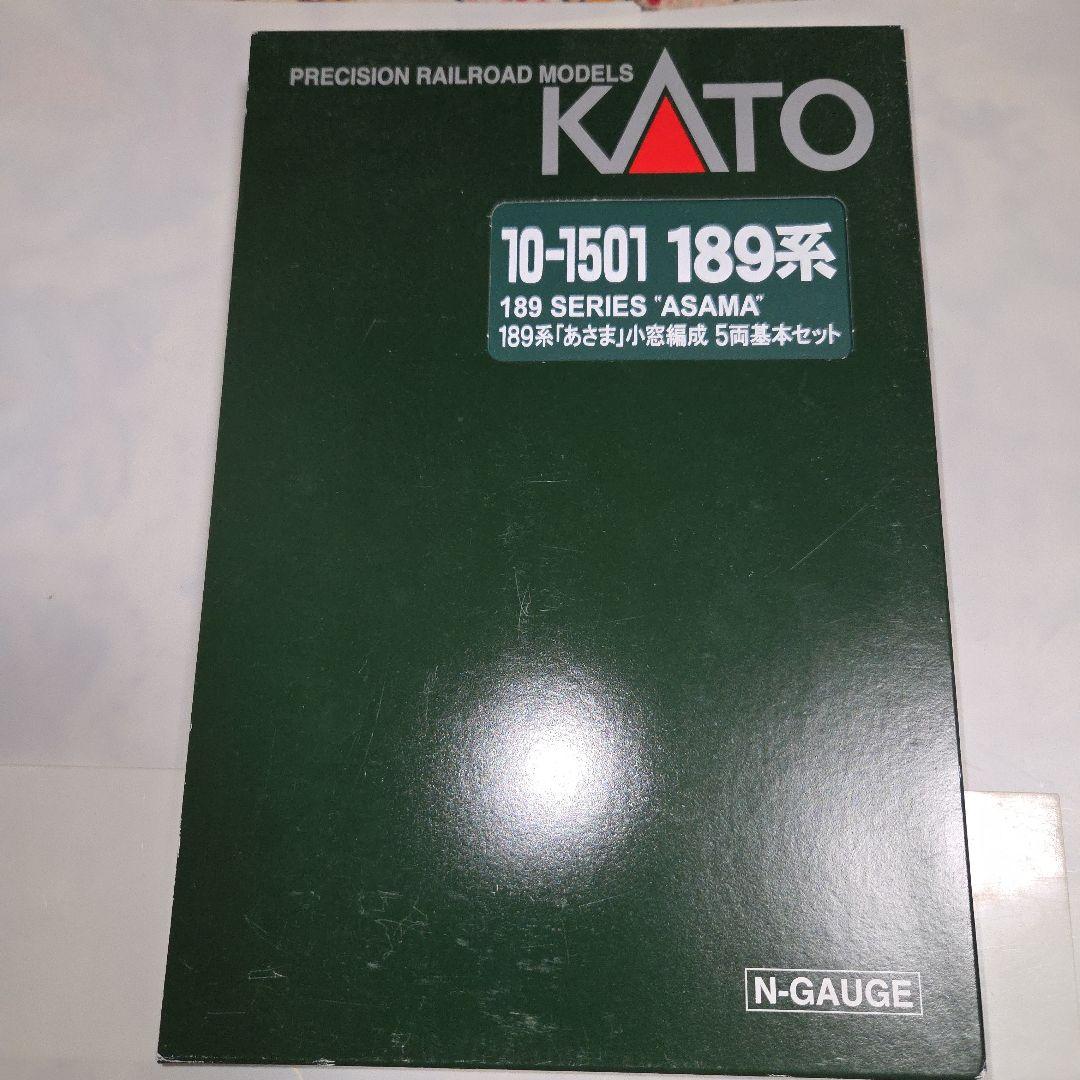 PRECISION RAILROAD MODELS
KATO
10-1501 189系
189 SERIES "ASAMA"
189系「あさま」小窓編成 5両基本セット
N-GAUGE